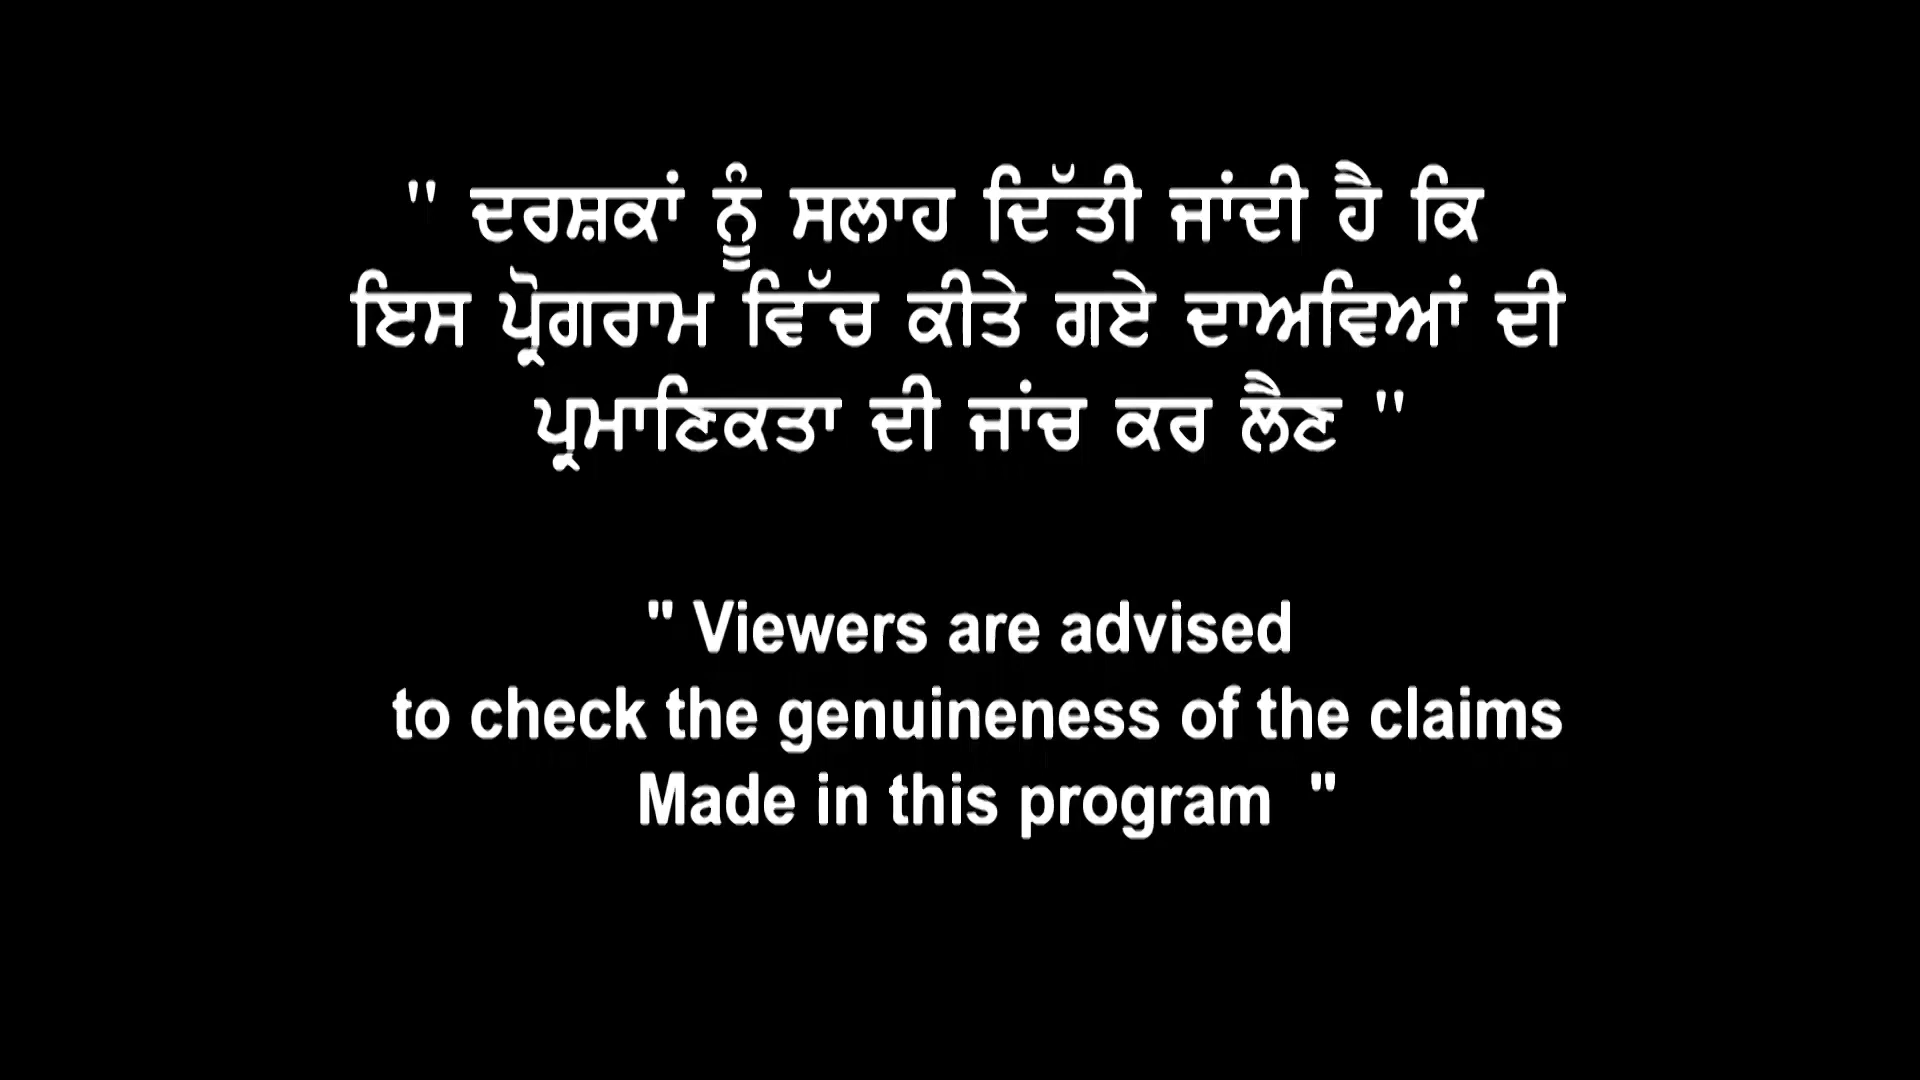 " ਦਰਸ਼ਕਾਂ ਨੂੰ ਸਲਾਹ ਦਿੱਤੀ ਜਾਂਦੀ ਹੈ ਕਿ
ਇਸ ਪ੍ਰੋਗਰਾਮ ਵਿੱਚ ਕੀਤੇ ਗਏ ਦਾਅਵਿਆਂ ਦੀ
ਪ੍ਰਮਾਣਿਕਤਾ ਦੀ ਜਾਂਚ ਕਰ ਲੈਣ "
" Viewers are advised
to check the genuineness of the claims
Made in this program "